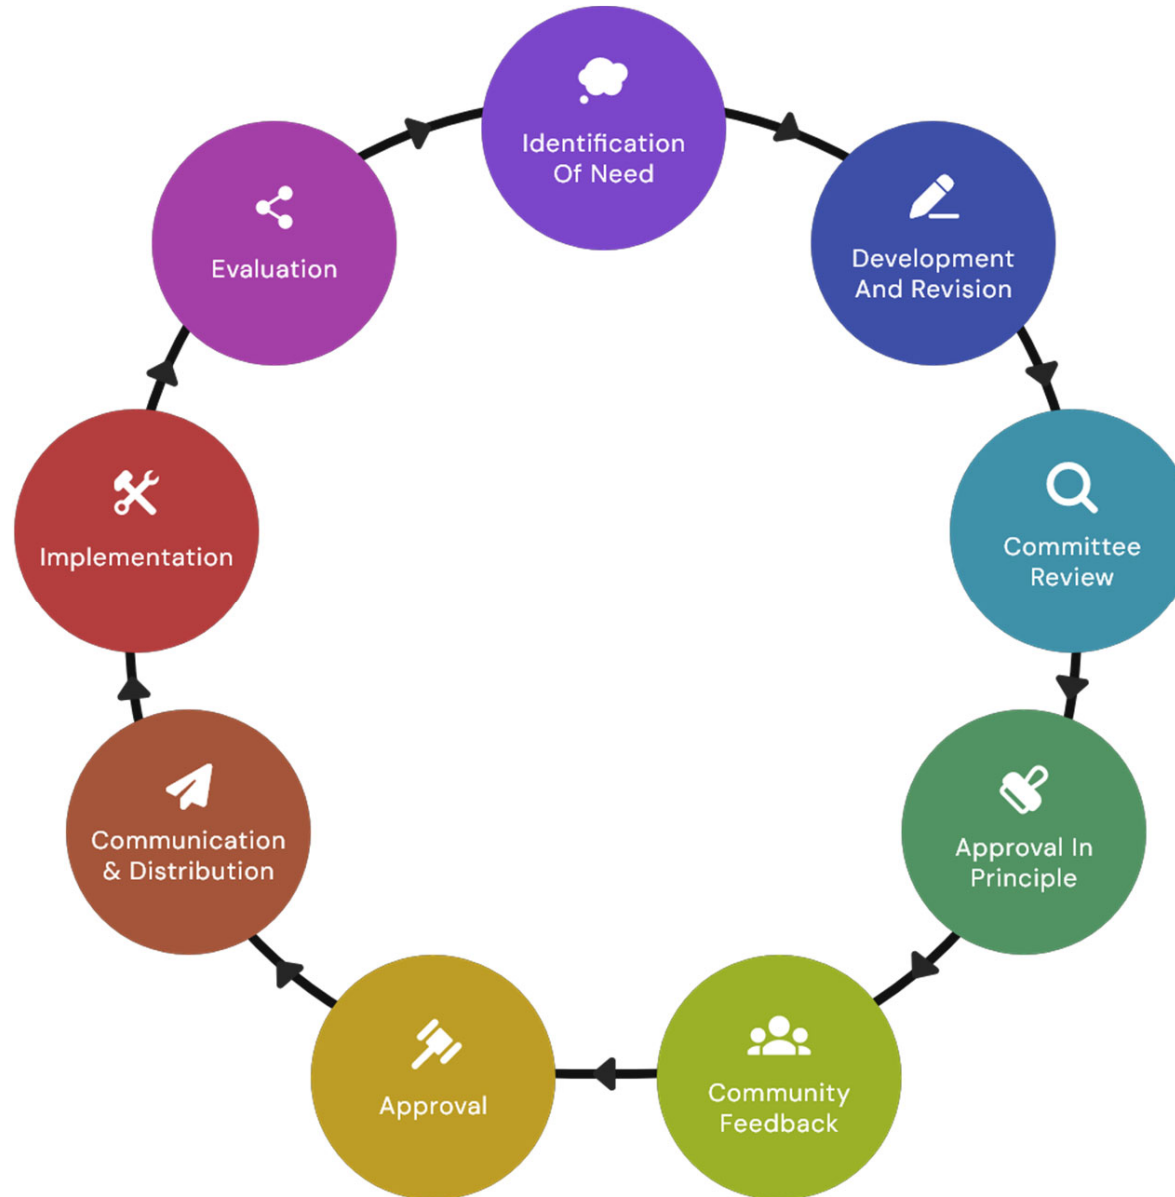 Identification
Of Need
Development
And Revision
Committee
Review
Approval In
Principle
Community
Feedback
Approval
Communication
& Distribution
Implementation
Evaluation